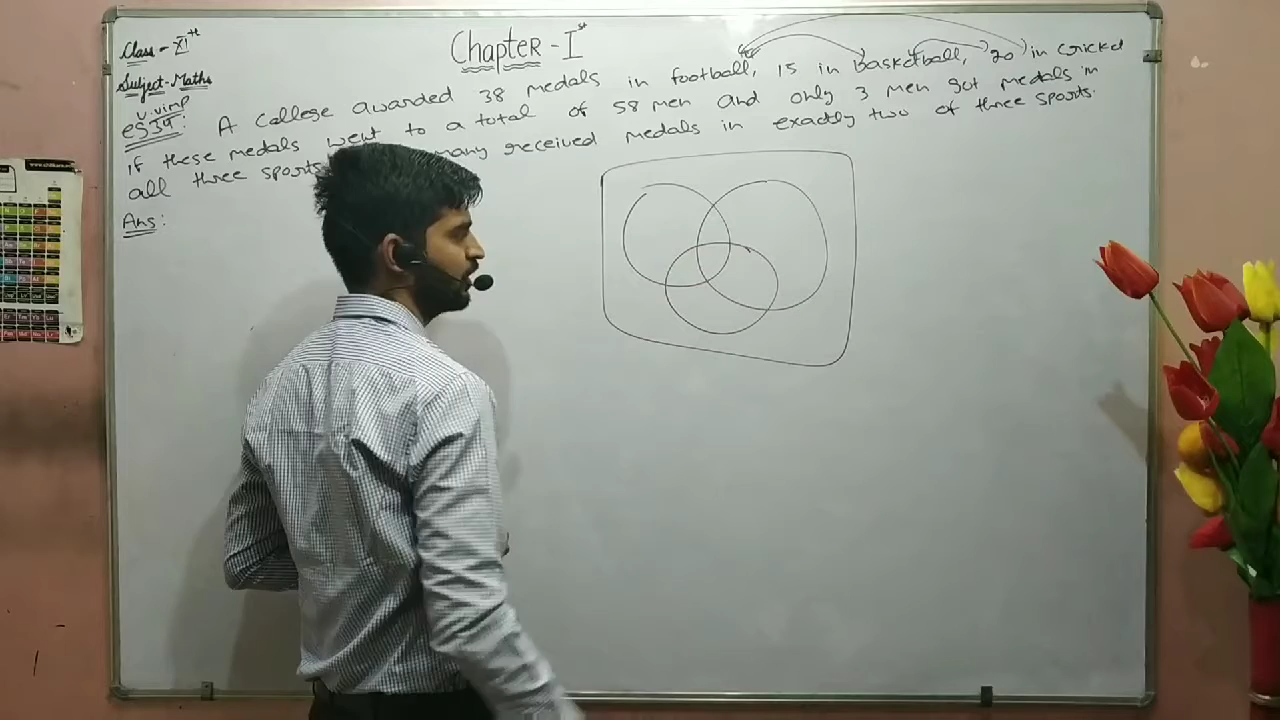 Class - XIth
Chapter - Ist
Subject - Maths
V.V.imp
eg 34: A College awarded 38 medals in football, 15 in Basketball, 20 in cricket
if these medals went to a total of 58 men and only 3 men got medals in
all three sports many received medals in exactly two of three sports.
Ans: